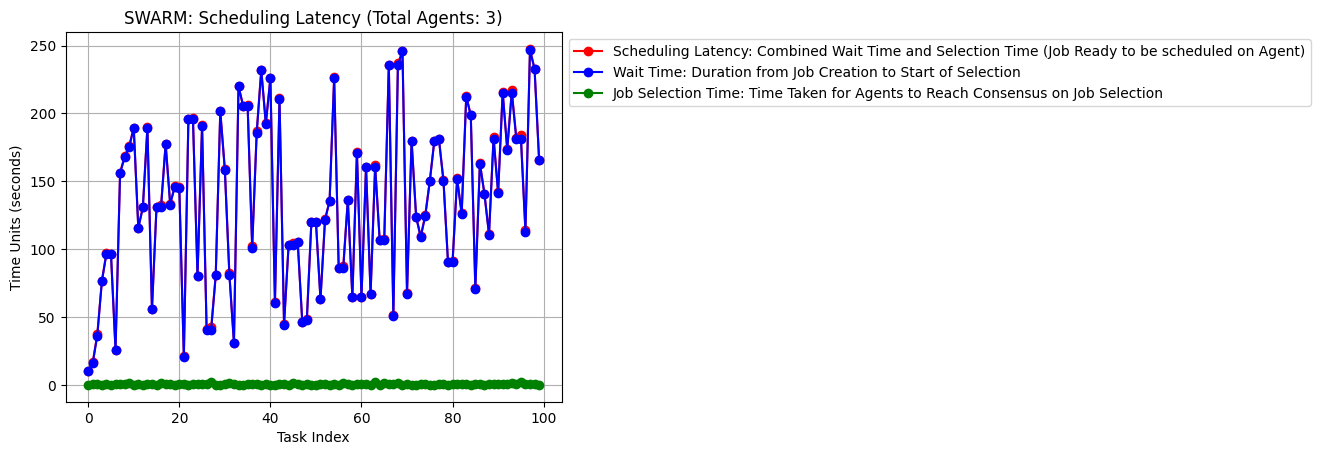 SWARM: Scheduling Latency (Total Agents: 3)
Scheduling Latency: Combined Wait Time and Selection Time (Job Ready to be scheduled on Agent)
Wait Time: Duration from Job Creation to Start of Selection
Job Selection Time: Time Taken for Agents to Reach Consensus on Job Selection
Time Units (seconds)
250
200
150
100
50
0
0 20 40 60 80 100
Task Index